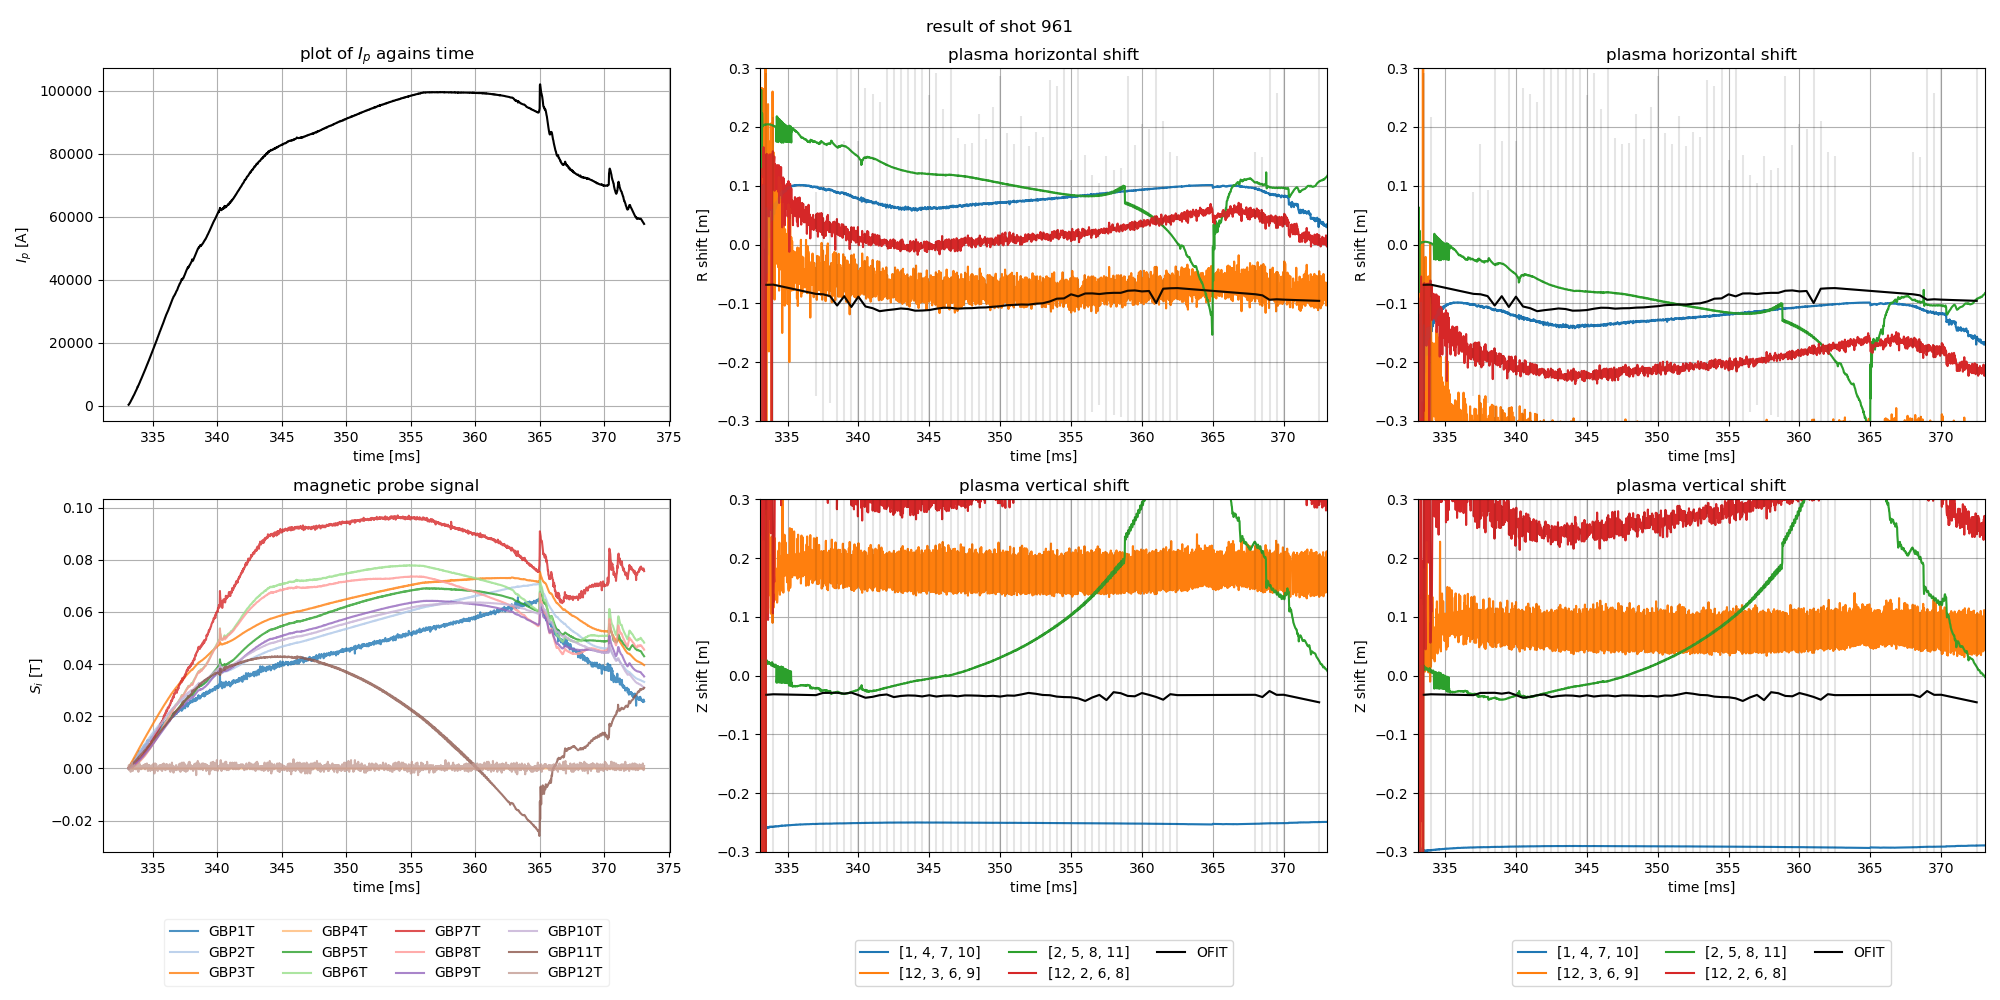 result of shot 961
plot of I_p agains time
I_p [A]
100000
80000
60000
40000
20000
0
335 340 345 350 355 360 365 370 375
time [ms]
plasma horizontal shift
R shift [m]
0.3
0.2
0.1
0.0
−0.1
−0.2
−0.3
335 340 345 350 355 360 365 370
time [ms]
plasma horizontal shift
R shift [m]
0.3
0.2
0.1
0.0
−0.1
−0.2
−0.3
335 340 345 350 355 360 365 370
time [ms]
magnetic probe signal
S_i [T]
0.10
0.08
0.06
0.04
0.02
0.00
−0.02
335 340 345 350 355 360 365 370 375
time [ms]
plasma vertical shift
Z shift [m]
0.3
0.2
0.1
0.0
−0.1
−0.2
−0.3
335 340 345 350 355 360 365 370
time [ms]
plasma vertical shift
Z shift [m]
0.3
0.2
0.1
0.0
−0.1
−0.2
−0.3
335 340 345 350 355 360 365 370
time [ms]
GBP1T GBP4T GBP7T GBP10T
GBP2T GBP5T GBP8T GBP11T
GBP3T GBP6T GBP9T GBP12T
[1, 4, 7, 10] [2, 5, 8, 11] OFIT
[12, 3, 6, 9] [12, 2, 6, 8]
[1, 4, 7, 10] [2, 5, 8, 11] OFIT
[12, 3, 6, 9] [12, 2, 6, 8]